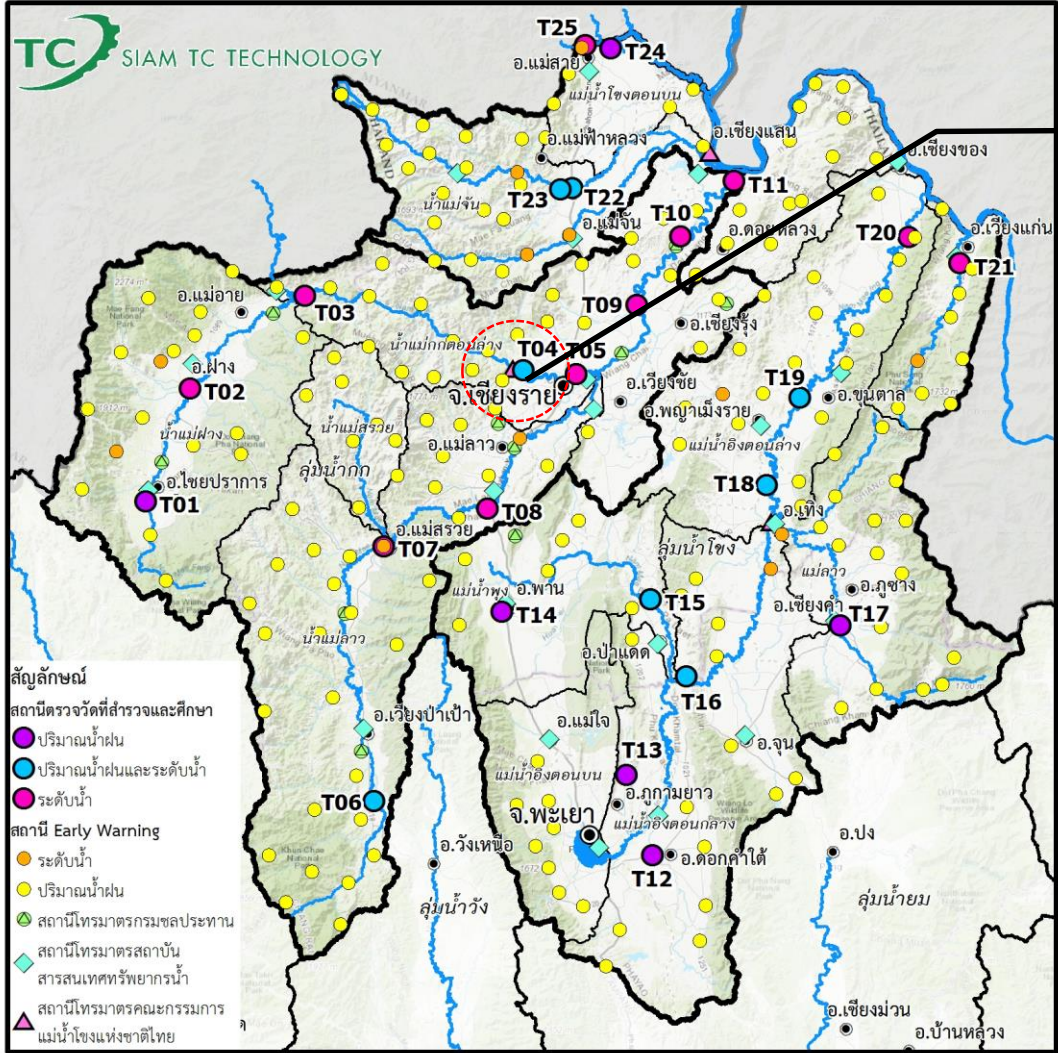 TC SIAM TC TECHNOLOGY
T25
T24
อ.แม่สาย
แม่น้ำโขงตอนบน
MYANMAR
THAILAND
อ.แม่ฟ้าหลวง
อ.เชียงแสน
THAILAND
อ.เชียงของ
T23
T22
T11
น้ำแม่จัน
อ.แม่จัน
T10
อ.ดอยหลวง
T20
อ.เวียงแก่น
T21
2274 m
อ.แม่อาย
T03
T09
อ.เชียงรุ้ง
น้ำแม่กกตอนล่าง
T04
T05
อ.ฝาง
T02
จ.เชียงราย
อ.เวียงชัย
T19
อ.ขุนตาล
น้ำแม่ฝาง
น้ำแม่สรวย
อ.พญาเม็งราย
แม่น้ำอิงตอนล่าง
อ.แม่ลาว
ลุ่มน้ำกก
อ.ไชยปราการ
T01
T18
T08
อ.เทิง
อ.แม่สรวย
T07
ลุ่มน้ำโขง
แม่ลาว
อ.ภูซาง
แม่น้ำพุง
อ.พาน
T14
T15
อ.เชียงคำ
T17
น้ำแม่ลาว
อ.ป่าแดด
T16
สัญลักษณ์
สถานีตรวจวัดที่สำรวจและศึกษา
ปริมาณน้ำฝน
ปริมาณน้ำฝนและระดับน้ำ
ระดับน้ำ
สถานี Early Warning
ระดับน้ำ
ปริมาณน้ำฝน
สถานีโทรมาตรกรมชลประทาน
สถานีโทรมาตรสถาบัน
สารสนเทศทรัพยากรน้ำ
สถานีโทรมาตรคณะกรรมการ
แม่น้ำโขงแห่งชาติไทย
อ.เวียงป่าเป้า
อ.แม่ใจ
อ.จุน
แม่น้ำอิงตอนบน
T13
T06
อ.ภูกามยาว
จ.พะเยา
แม่น้ำอิงตอนกลาง
อ.วังเหนือ
T12
อ.ดอกคำใต้
อ.ปง
ลุ่มน้ำวัง
ลุ่มน้ำยม
อ.เชียงม่วน
อ.บ้านหลวง